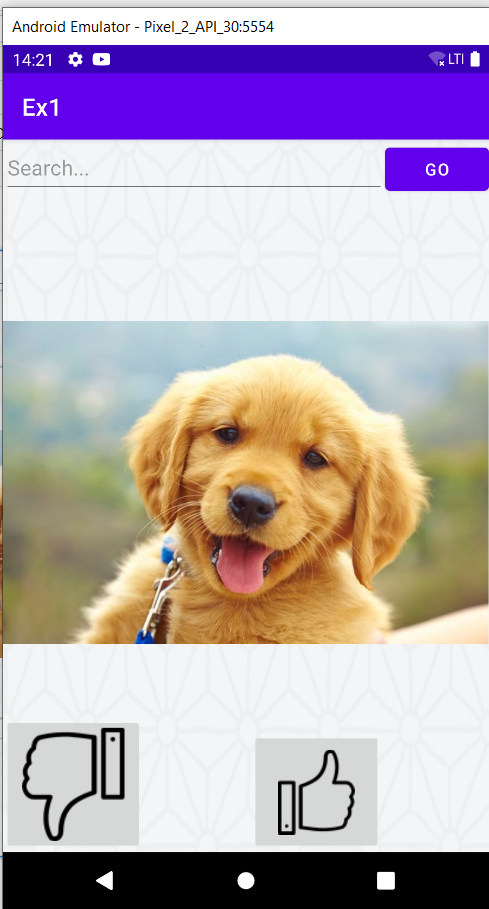 Android Emulator - Pixel_2_API_30:5554
14:21 LTI
Ex1
Search...
GO